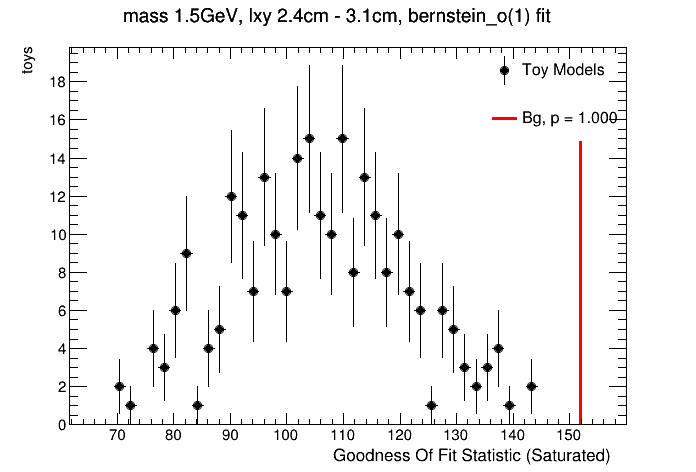 mass 1.5GeV, lxy 2.4cm - 3.1cm, bernstein_o(1) fit
toys
Toy Models
Bg, p = 1.000
18
16
14
12
10
8
6
4
2
0
70 80 90 100 110 120 130 140 150
Goodness Of Fit Statistic (Saturated)